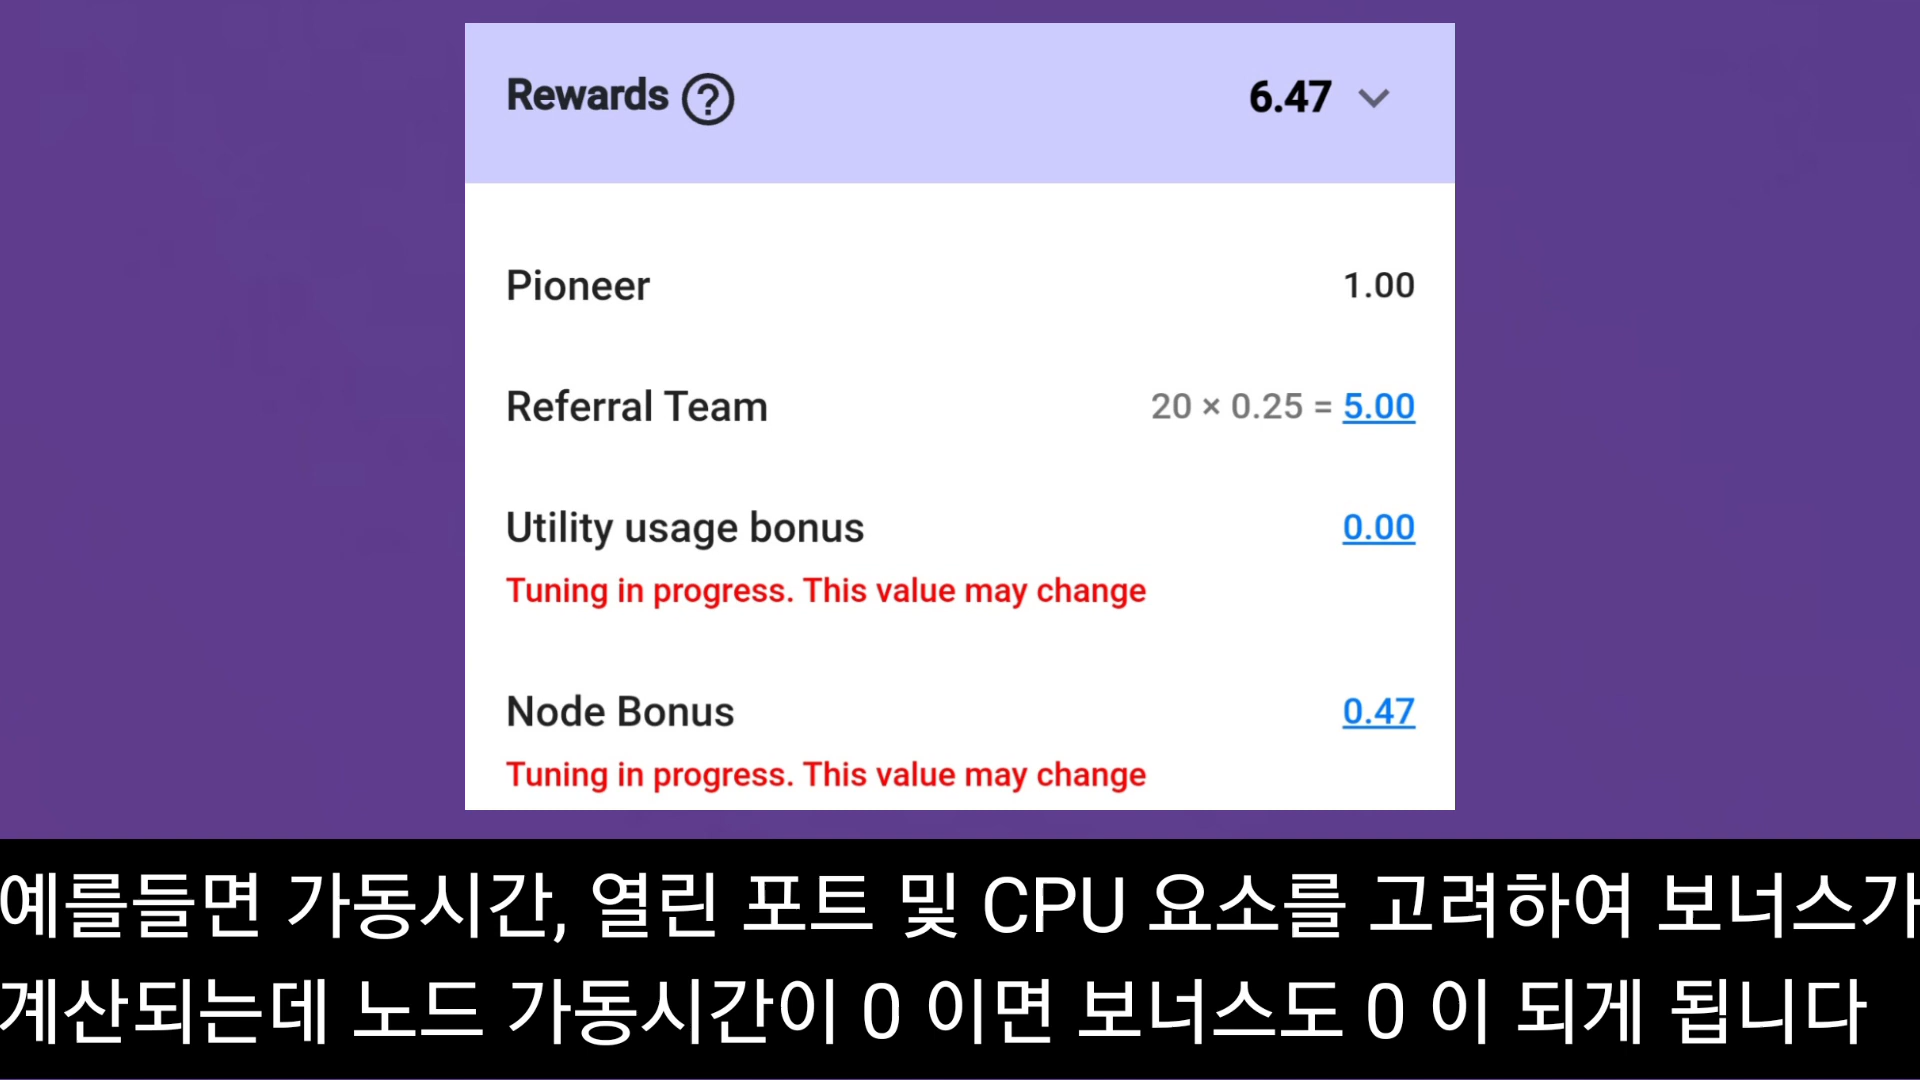 Rewards ? 6.47
Pioneer 1.00
Referral Team 20 × 0.25 = 5.00
Utility usage bonus 0.00
Tuning in progress. This value may change
Node Bonus 0.47
Tuning in progress. This value may change
예를들면 가동시간, 열린 포트 및 CPU 요소를 고려하여 보너스가
계산되는데 노드 가동시간이 0 이면 보너스도 0 이 되게 됩니다